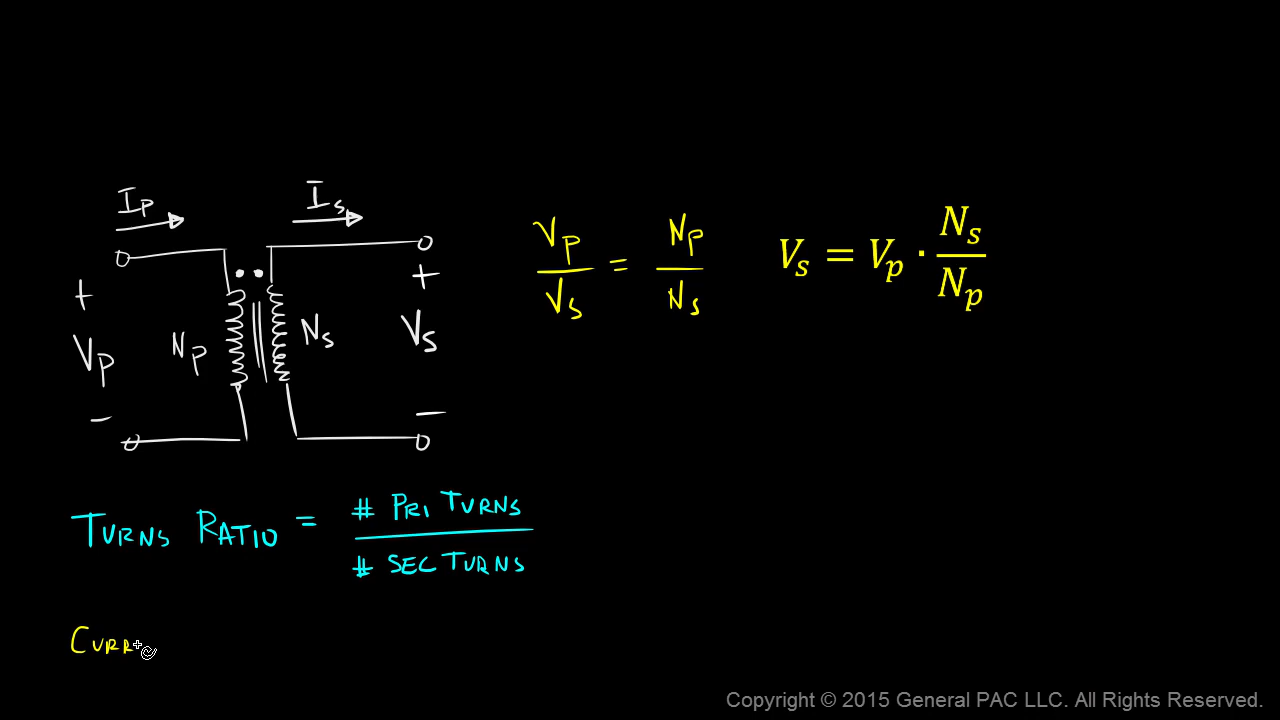 Ip
Is
+
+
Vp
Np
Ns
Vs
−
−
Vp/Vs = Np/Ns
Vs = Vp · Ns/Np
TURNS RATIO = # PRI TURNS / # SEC TURNS
CURR
Copyright © 2015 General PAC LLC. All Rights Reserved.